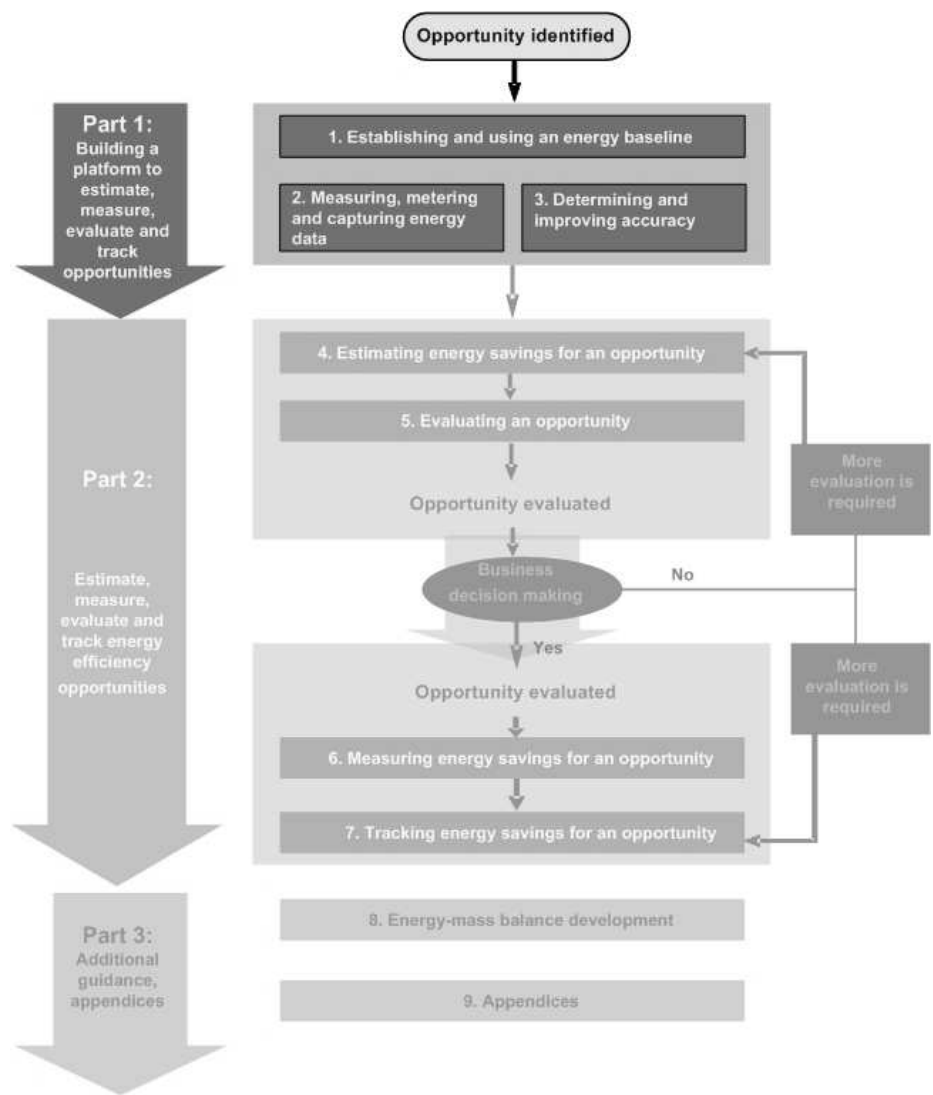 Opportunity identified
Part 1:
Building a
platform to
estimate,
measure,
evaluate and
track
opportunities
1. Establishing and using an energy baseline
2. Measuring, metering
and capturing energy
data
3. Determining and
improving accuracy
Part 2:
Estimate,
measure,
evaluate and
track energy
efficiency
opportunities
4. Estimating energy savings for an opportunity
5. Evaluating an opportunity
Opportunity evaluated
More
evaluation is
required
Business
decision making
No
Yes
Opportunity evaluated
More
evaluation is
required
6. Measuring energy savings for an opportunity
7. Tracking energy savings for an opportunity
Part 3:
Additional
guidance,
appendices
8. Energy-mass balance development
9. Appendices